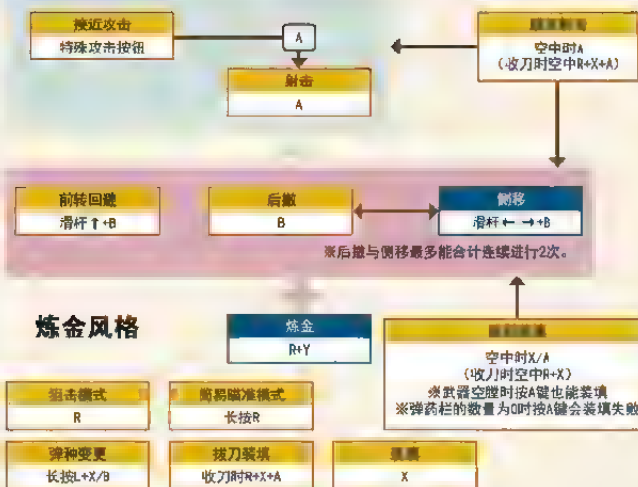 接近攻击
特殊攻击按钮
A
射击
A
空中时A
(收刀时空中R+X+A)
前转回避
滑杆↑+B
后撤
B
侧移
滑杆← →+B
※后撤与侧移最多能合计连续进行2次。
炼金风格
炼金
R+Y
空中时X/A
(收刀时空中R+X)
※武器空膛时按A键也能装填
※弹药栏的数量为0时按A键会装填失败
狙击模式
R
简易瞄准模式
长按R
弹种变更
长按L+X/B
拔刀装填
收刀时R+X+A
X